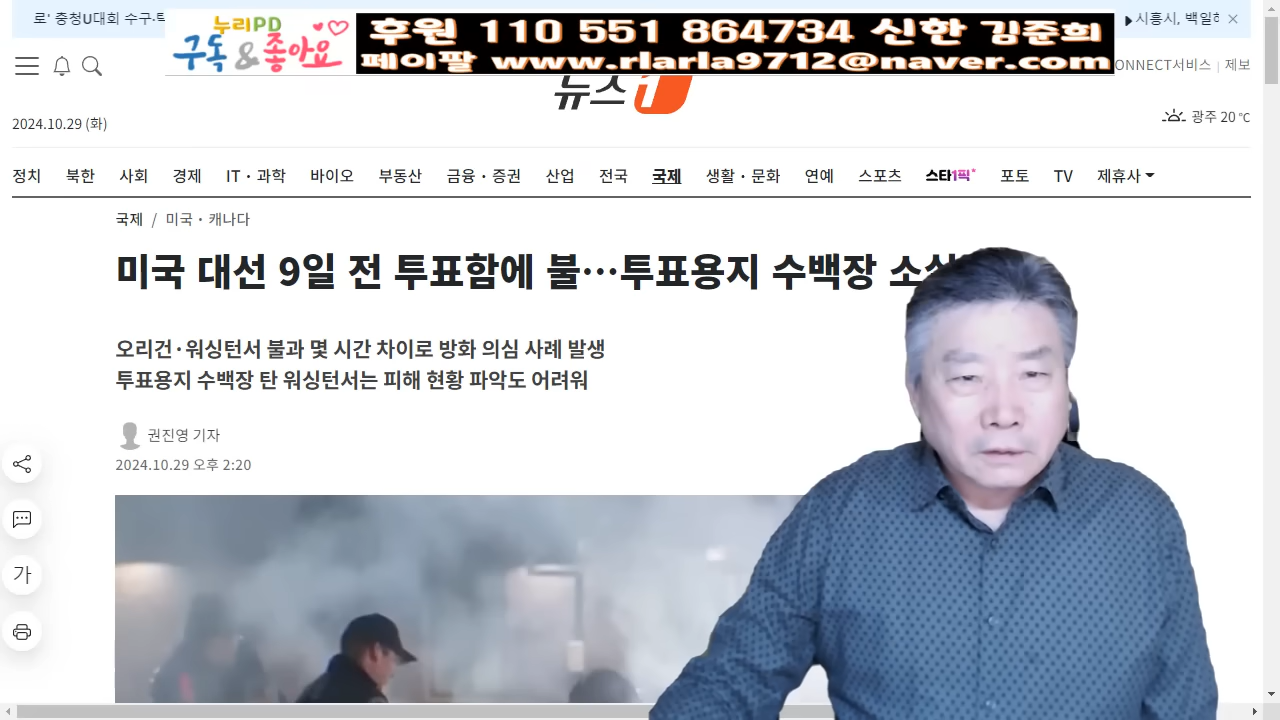 로' 충청U대회 수구·탁
누리PD
구독&좋아요
후원 110 551 864734 신한 김준희
페이팔 www.rlarla9712@naver.com
시흥시, 백일
ONNECT서비스 | 제보
뉴스1
2024.10.29 (화)
광주 20 ℃
정치 북한 사회 경제 IT · 과학 바이오 부동산 금융 · 증권 산업 전국 국제 생활 · 문화 연예 스포츠 스타1픽 포토 TV 제휴사
국제 / 미국 · 캐나다
미국 대선 9일 전 투표함에 불…투표용지 수백장
오리건·워싱턴서 불과 몇 시간 차이로 방화 의심 사례 발생
투표용지 수백장 탄 워싱턴서는 피해 현황 파악도 어려워
권진영 기자
2024.10.29 오후 2:20
가